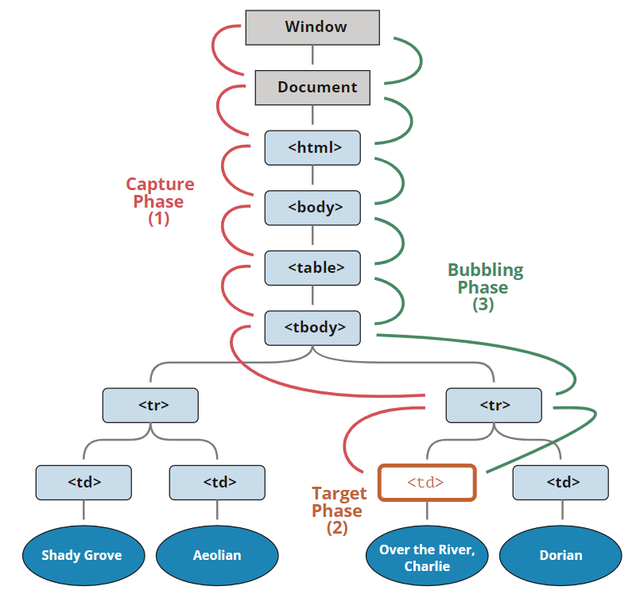 Window
Document
<html>
Capture
Phase
(1)
<body>
<table>
Bubbling
Phase
(3)
<tbody>
<tr>
<tr>
<td>
<td>
<td>
<td>
Target
Phase
(2)
Shady Grove
Aeolian
Over the River,
Charlie
Dorian